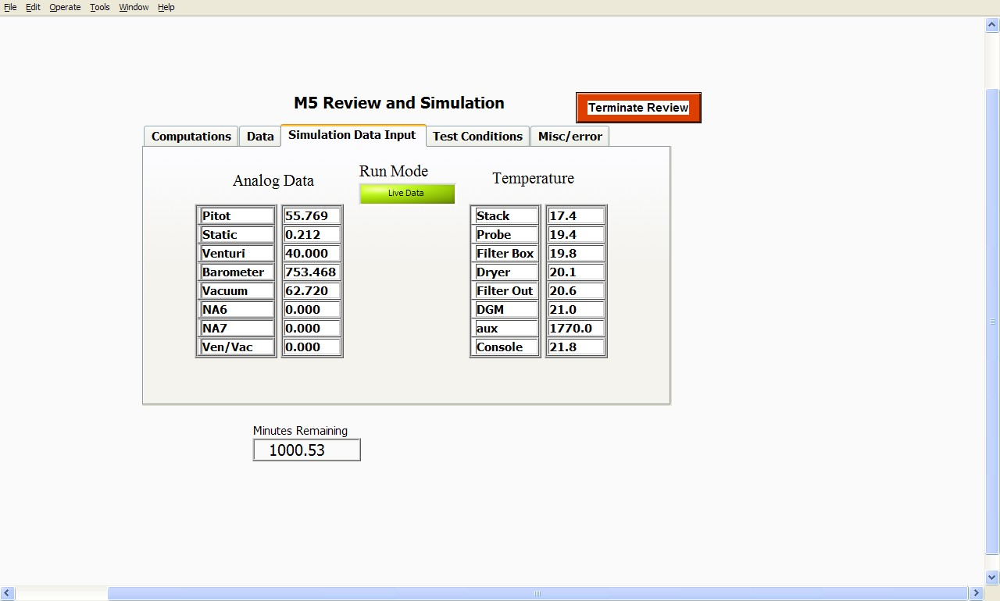 File Edit Operate Tools Window Help
M5 Review and Simulation
Terminate Review
Computations Data Simulation Data Input Test Conditions Misc/error
Analog Data
Run Mode
Live Data
Temperature
Pitot 55.769
Static 0.212
Venturi 40.000
Barometer 753.468
Vacuum 62.720
NA6 0.000
NA7 0.000
Ven/Vac 0.000
Stack 17.4
Probe 19.4
Filter Box 19.8
Dryer 20.1
Filter Out 20.6
DGM 21.0
aux 1770.0
Console 21.8
Minutes Remaining
1000.53